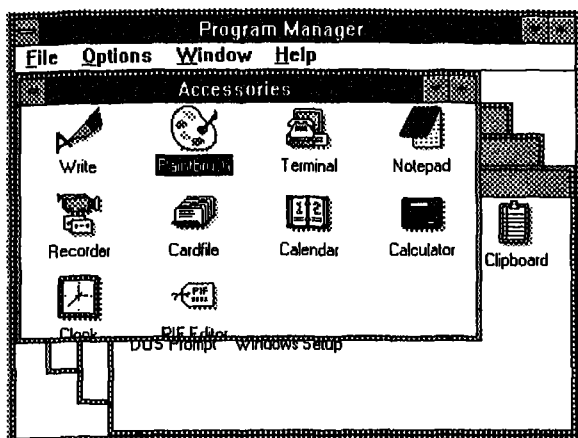 Program Manager
File Options Window Help
Accessories
Write Paintbrush Terminal Notepad
Recorder Cardfile Calendar Calculator Clipboard
Clock PIF Editor
DOS Prompt Windows Setup